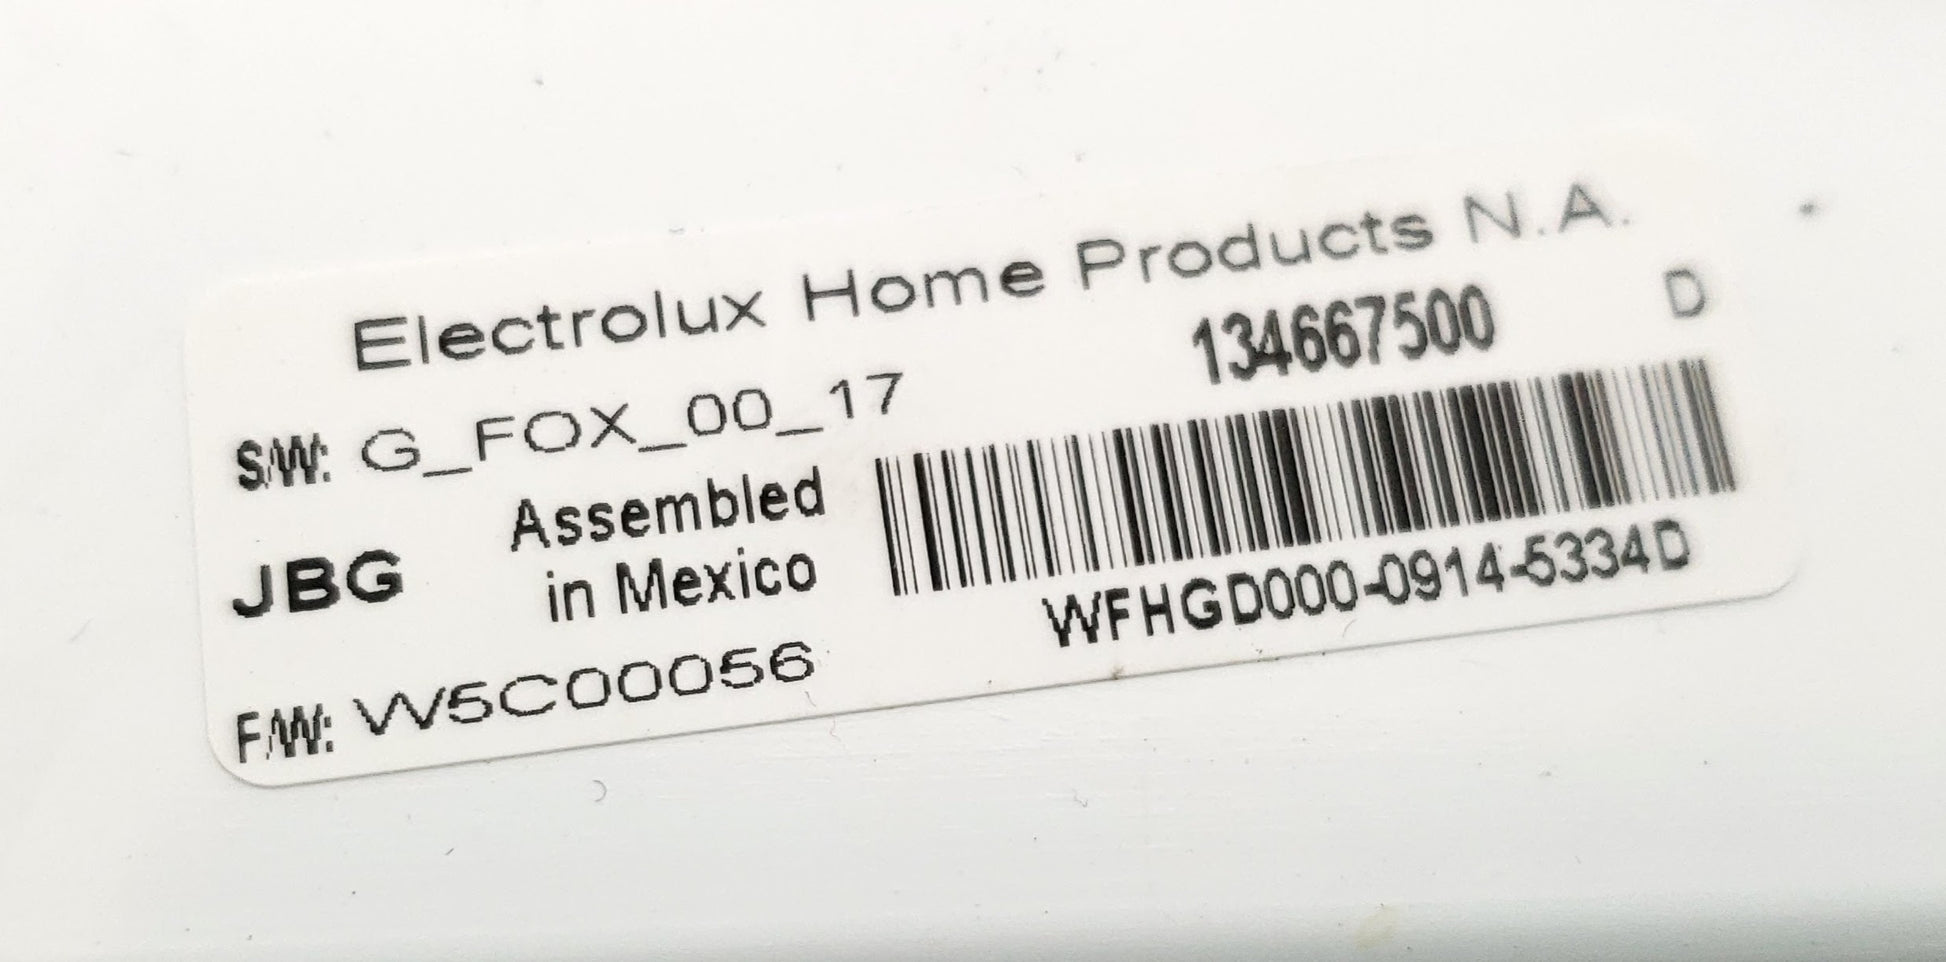 Electrolux Home Products N.A.
134667500 D
S/W: G_FOX_00_17
JBG
Assembled
in Mexico
WFHGD000-0914-5334D
F/W: W5C00056